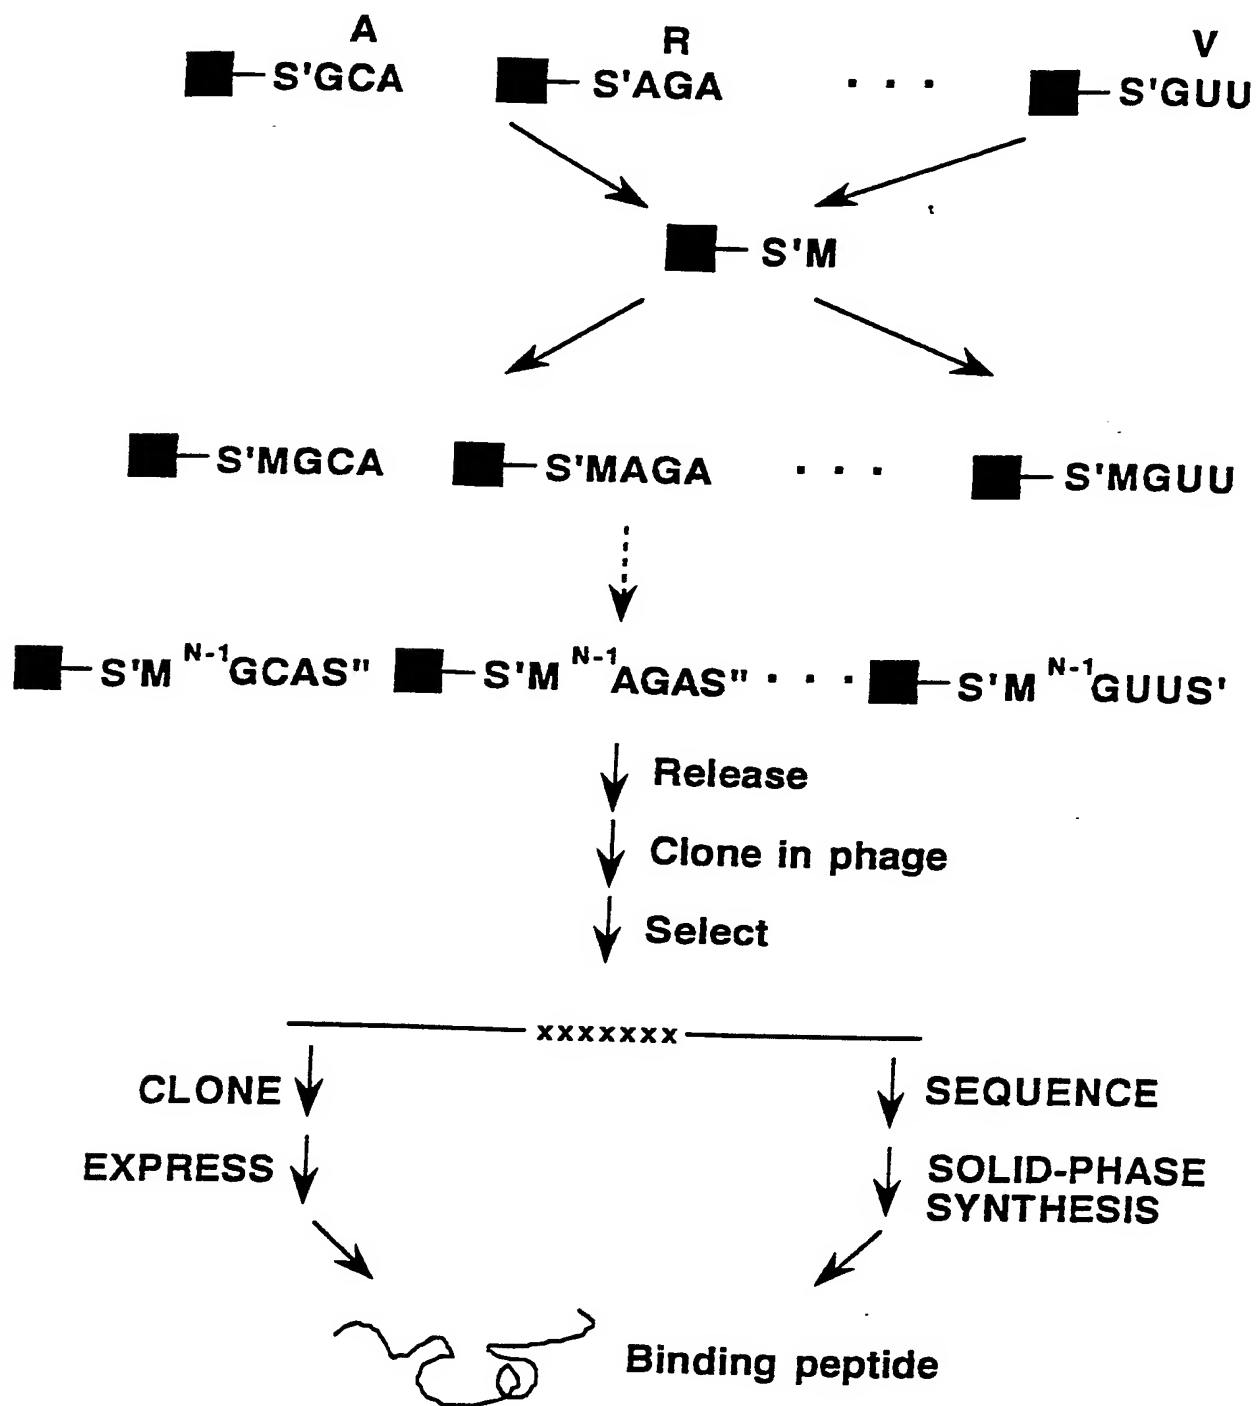 A R V
S'GCA S'AGA . . . S'GUU
S'M
S'MGCA S'MAGA . . . S'MGUU
S'M N-1GCAS" S'M N-1AGAS" . . . S'M N-1GUUS'
Release
Clone in phage
Select
xxxxxxx
CLONE SEQUENCE
EXPRESS SOLID-PHASE
SYNTHESIS
Binding peptide